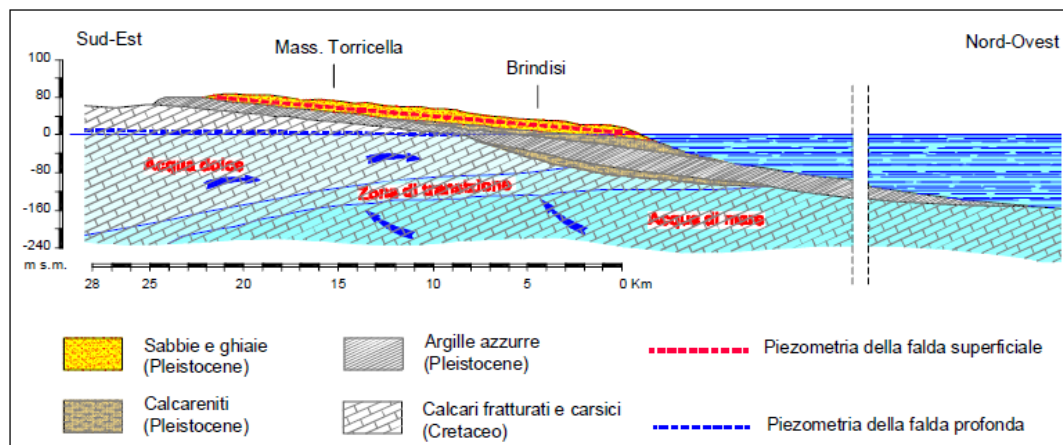 Sud-Est
Nord-Ovest
Mass. Torricella
Brindisi
100
80
0
-80
-160
-240
m s.m.
Acqua dolce
Zona di transizione
Acqua di mare
28 25 20 15 10 5 0 Km
Sabbie e ghiaie
(Pleistocene)
Argille azzurre
(Pleistocene)
Piezometria della falda superficiale
Calcareniti
(Pleistocene)
Calcari fratturati e carsici
(Cretaceo)
Piezometria della falda profonda